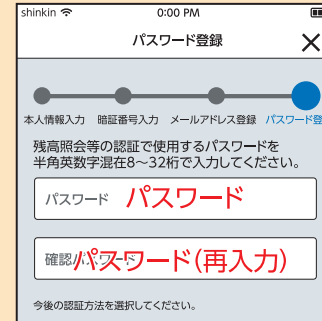 shinkin 0:00 PM
パスワード登録
本人情報入力 暗証番号入力 メールアドレス登録 パスワード登
残高照会等の認証で使用するパスワードを
半角英数字混在8～32桁で入力してください。
パスワード パスワード
確認パスワード パスワード(再入力)
今後の認証方法を選択してください。